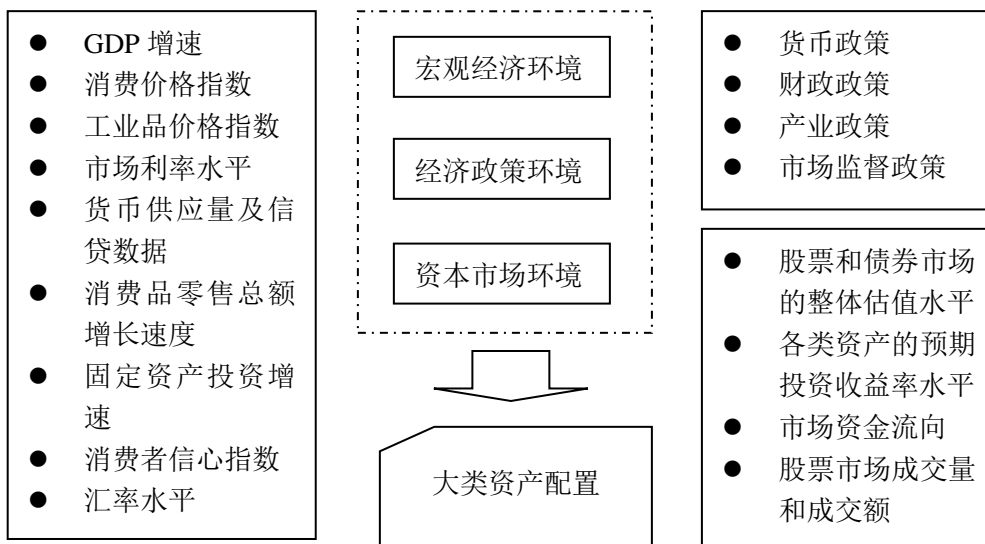 GDP 增速
消费价格指数
工业品价格指数
市场利率水平
货币供应量及信
贷数据
消费品零售总额
增长速度
固定资产投资增
速
消费者信心指数
汇率水平
宏观经济环境
经济政策环境
资本市场环境
大类资产配置
货币政策
财政政策
产业政策
市场监督政策
股票和债券市场
的整体估值水平
各类资产的预期
投资收益率水平
市场资金流向
股票市场成交量
和成交额